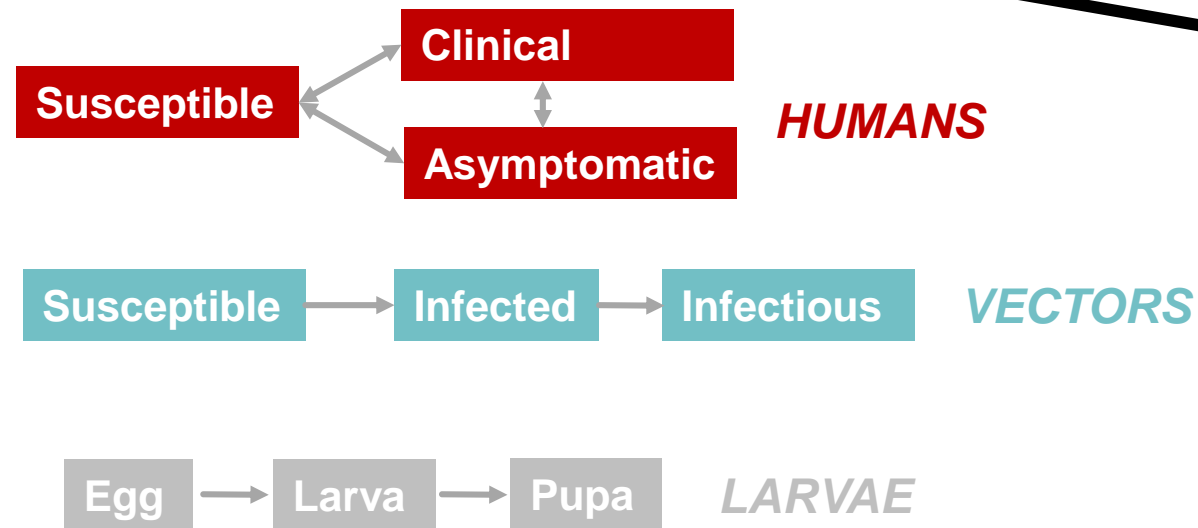 Clinical
Susceptible
HUMANS
Asymptomatic
Susceptible Infected Infectious VECTORS
Egg Larva Pupa LARVAE